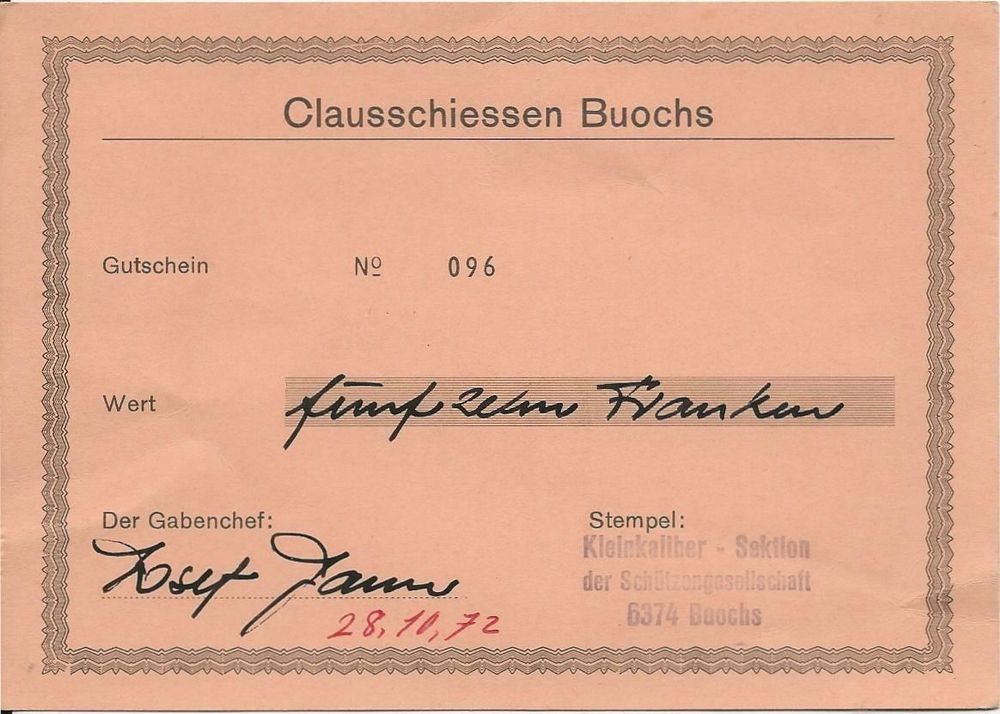 Clausschiessen Buochs
Gutschein Nº 096
Wert fünfzehn Franken
Der Gabenchef: Stempel:
Josef
Kleinkaliber - Sektion
der Schützengesellschaft
6374 Buochs
28.10.72